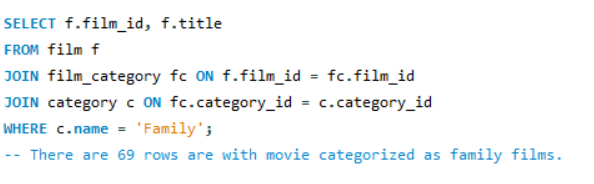 SELECT f.film_id, f.title
FROM film f
JOIN film_category fc ON f.film_id = fc.film_id
JOIN category c ON fc.category_id = c.category_id
WHERE c.name = 'Family';
-- There are 69 rows are with movie categorized as family films.